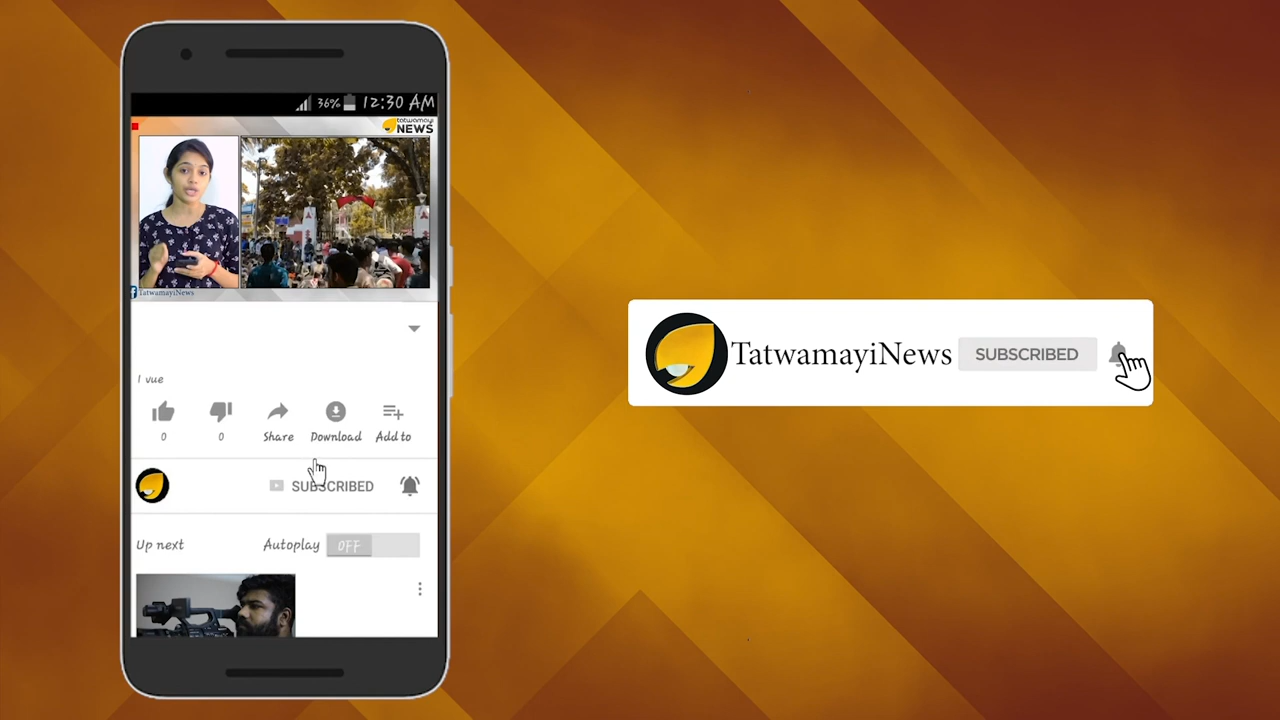 36% 12:30 AM
tatwamayi
NEWS
TatwamayiNews
1 vue
0 0 Share Download Add to
SUBSCRIBED
Up next Autoplay OFF
TatwamayiNews SUBSCRIBED